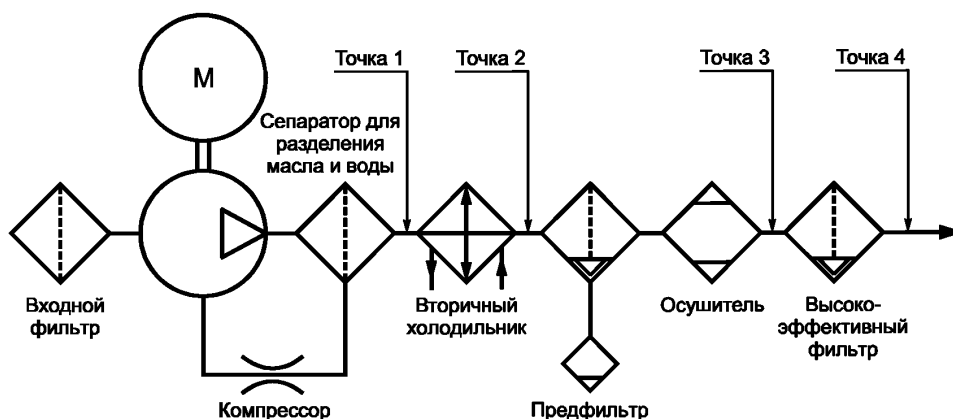 Точка 1
Точка 2
Точка 3
Точка 4
М
Сепаратор для
разделения
масла и воды
Входной
фильтр
Вторичный
холодильник
Осушитель
Высоко-
эффективный
фильтр
Компрессор
Предфильтр